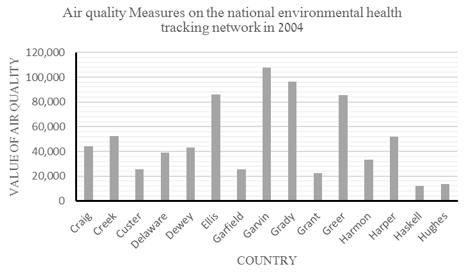 Air quality Measures on the national environmental health
tracking network in 2004
VALUE OF AIR QUALITY
120,000
100,000
80,000
60,000
40,000
20,000
0
Craig
Creek
Custer
Delaware
Dewey
Ellis
Garfield
Garvin
Grady
Grant
Greer
Harmon
Harper
Haskell
Hughes
COUNTRY